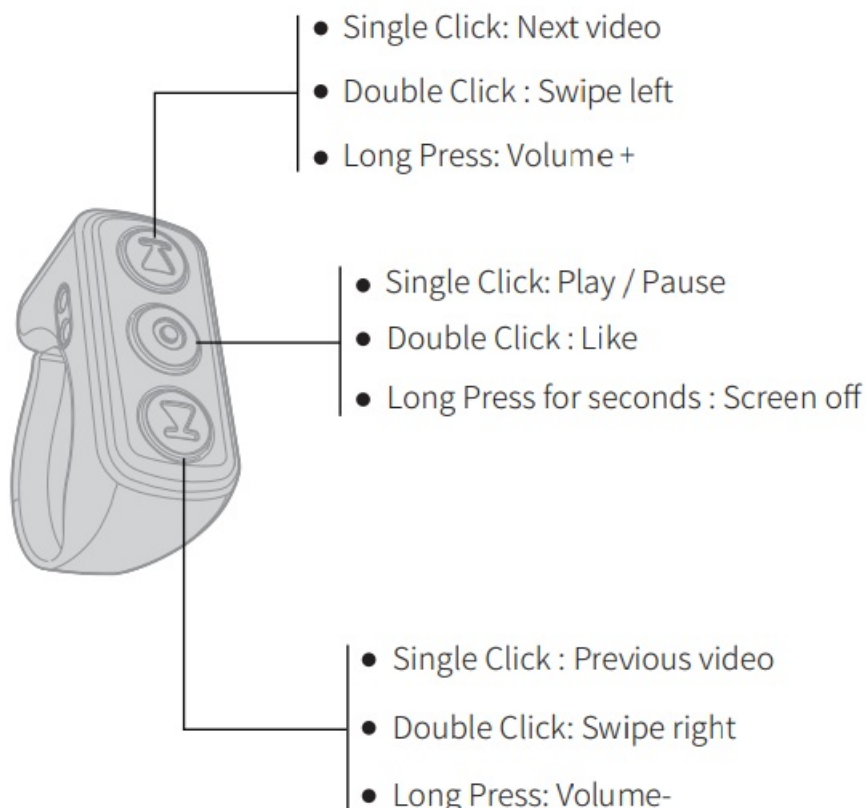 ● Single Click: Next video
● Double Click : Swipe left
● Long Press: Volume +
● Single Click: Play / Pause
● Double Click : Like
● Long Press for seconds : Screen off
● Single Click : Previous video
● Double Click: Swipe right
● Long Press: Volume-